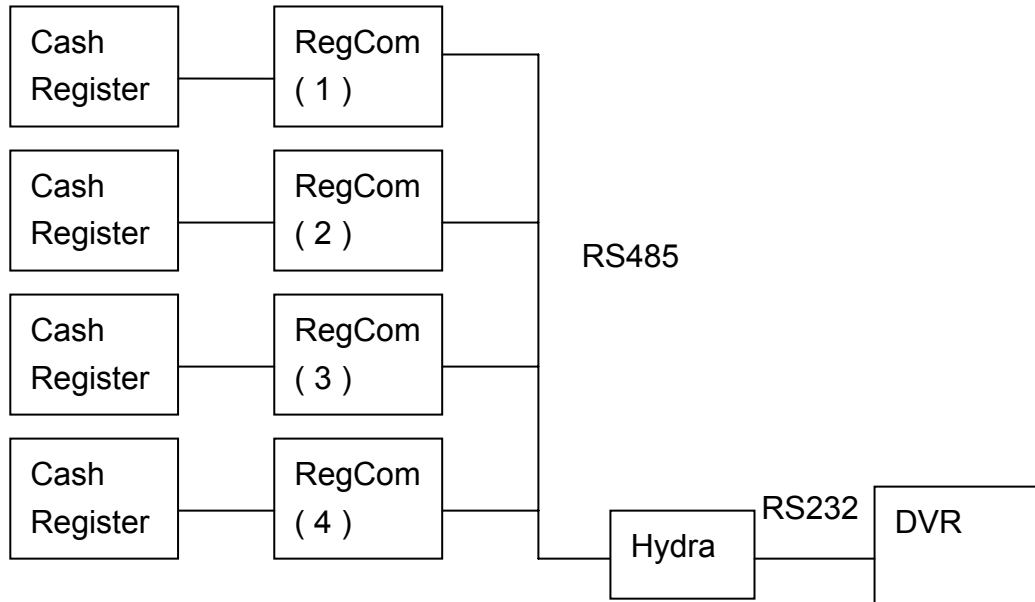 Cash
Register
RegCom
( 1 )
Cash
Register
RegCom
( 2 )
RS485
Cash
Register
RegCom
( 3 )
Cash
Register
RegCom
( 4 )
Hydra
RS232
DVR